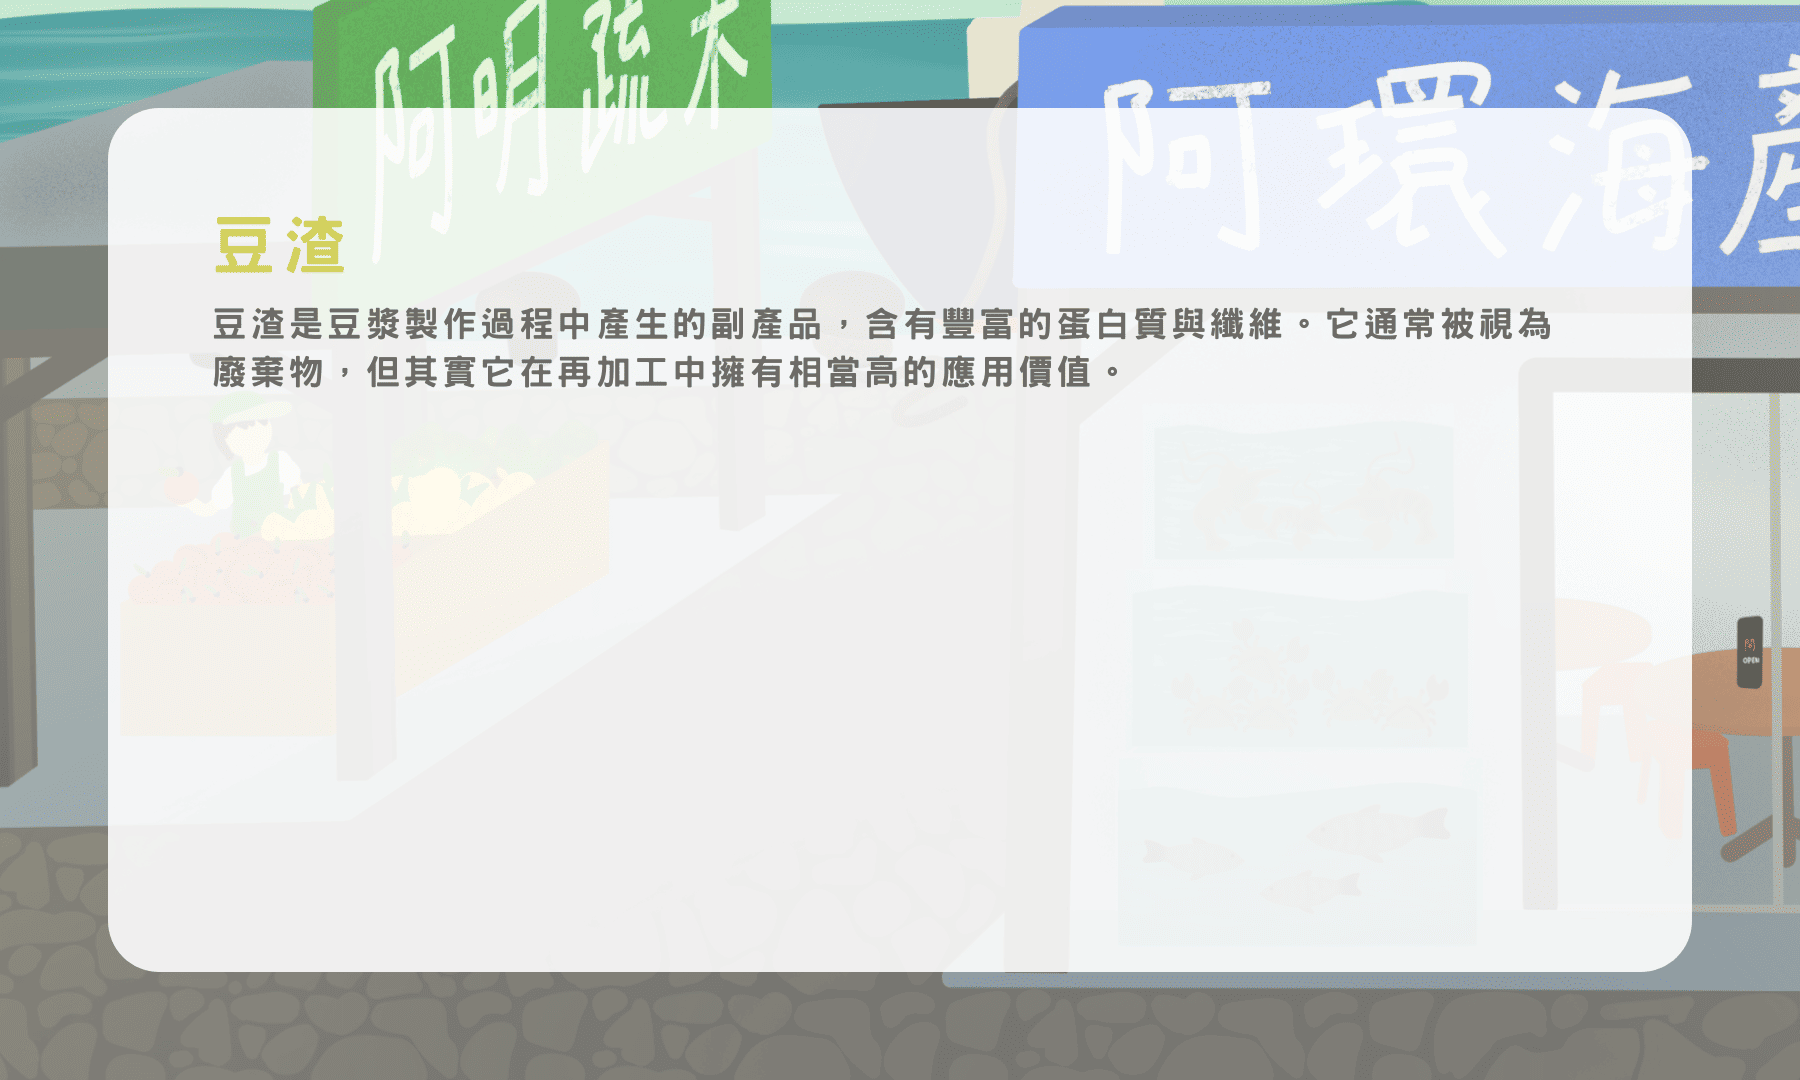 阿明蔬木
阿環海產
豆渣
豆渣是豆漿製作過程中產生的副產品，含有豐富的蛋白質與纖維。它通常被視為
廢棄物，但其實它在再加工中擁有相當高的應用價值。
OPEN